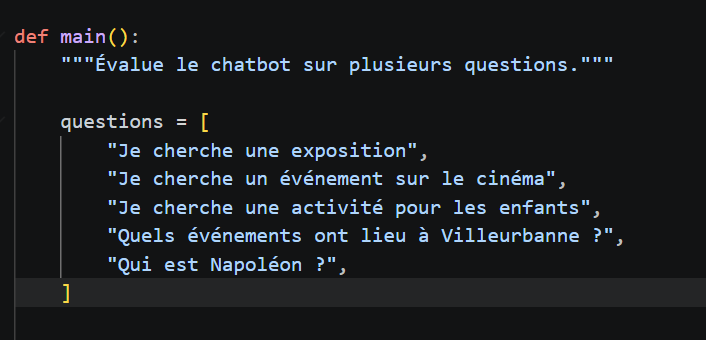 def main():
"""Évalue le chatbot sur plusieurs questions."""
questions = [
"Je cherche une exposition",
"Je cherche un événement sur le cinéma",
"Je cherche une activité pour les enfants",
"Quels événements ont lieu à Villeurbanne ?",
"Qui est Napoléon ?",
]